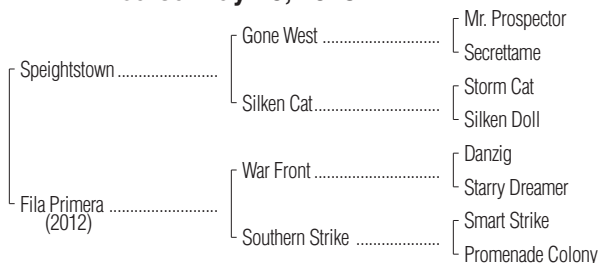 Gone West
Mr. Prospector
Secrettame
Speightstown
Silken Cat
Storm Cat
Silken Doll
War Front
Danzig
Starry Dreamer
Fila Primera
(2012)
Southern Strike
Smart Strike
Promenade Colony